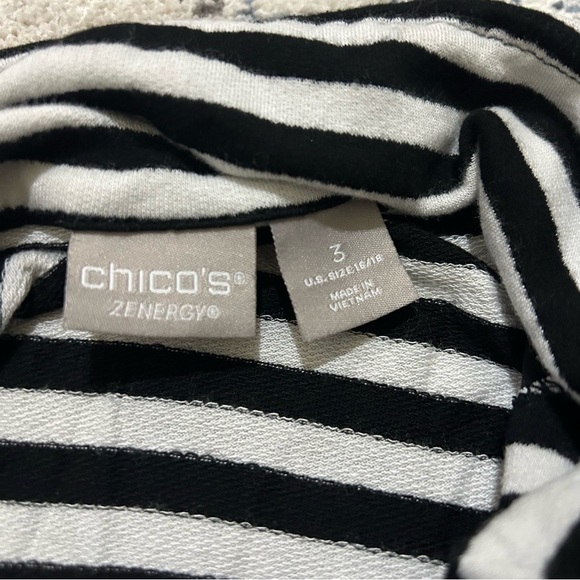 chico's®
ZENERGY®
3
U.S. SIZE 16/18
MADE IN
VIETNAM